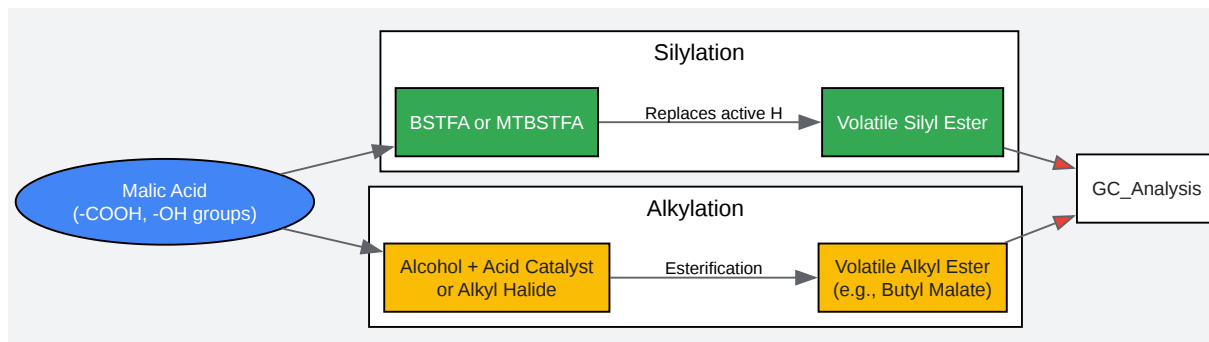 Silylation
BSTFA or MTBSTFA
Replaces active H
Volatile Silyl Ester
Malic Acid
(-COOH, -OH groups)
GC_Analysis
Alkylation
Alcohol + Acid Catalyst
or Alkyl Halide
Esterification
Volatile Alkyl Ester
(e.g., Butyl Malate)